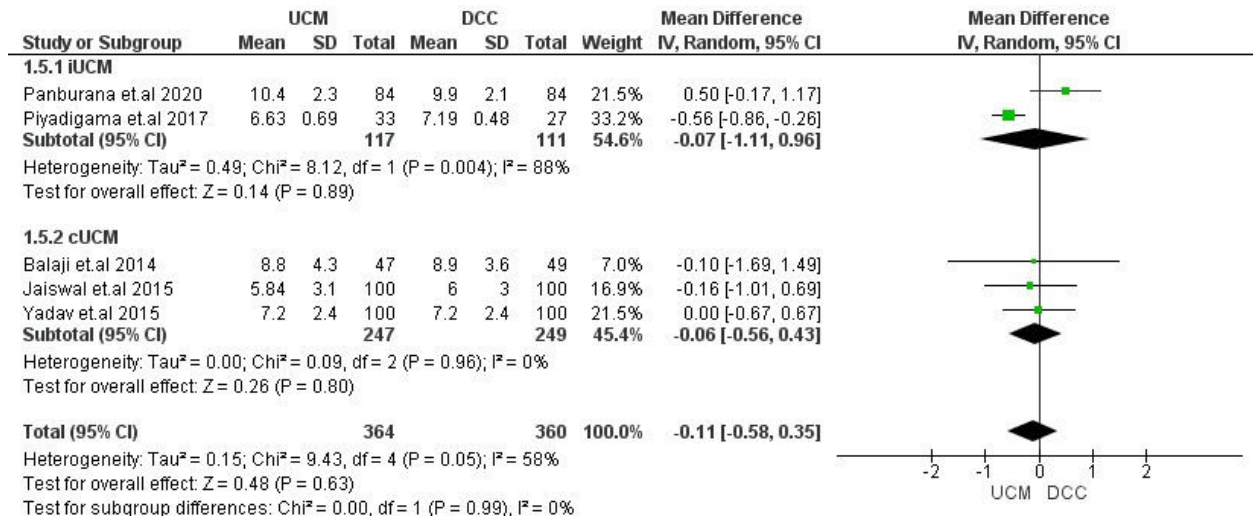 UCM DCC Mean Difference Mean Difference
Study or Subgroup Mean SD Total Mean SD Total Weight IV, Random, 95% CI IV, Random, 95% CI
1.5.1 iUCM
Panburana et.al 2020 10.4 2.3 84 9.9 2.1 84 21.5% 0.50 [-0.17, 1.17]
Piyadigama et.al 2017 6.63 0.69 33 7.19 0.48 27 33.2% -0.56 [-0.86, -0.26]
Subtotal (95% CI) 117 111 54.6% -0.07 [-1.11, 0.96]
Heterogeneity: Tau² = 0.49; Chi² = 8.12, df = 1 (P = 0.004); I² = 88%
Test for overall effect: Z = 0.14 (P = 0.89)
1.5.2 cUCM
Balaji et.al 2014 8.8 4.3 47 8.9 3.6 49 7.0% -0.10 [-1.69, 1.49]
Jaiswal et.al 2015 5.84 3.1 100 6 3 100 16.9% -0.16 [-1.01, 0.69]
Yadav et.al 2015 7.2 2.4 100 7.2 2.4 100 21.5% 0.00 [-0.67, 0.67]
Subtotal (95% CI) 247 249 45.4% -0.06 [-0.56, 0.43]
Heterogeneity: Tau² = 0.00; Chi² = 0.09, df = 2 (P = 0.96); I² = 0%
Test for overall effect: Z = 0.26 (P = 0.80)
Total (95% CI) 364 360 100.0% -0.11 [-0.58, 0.35]
Heterogeneity: Tau² = 0.15; Chi² = 9.43, df = 4 (P = 0.05); I² = 58%
-2 -1 0 1 2
Test for overall effect: Z = 0.48 (P = 0.63)
UCM DCC
Test for subgroup differences: Chi² = 0.00, df = 1 (P = 0.99), I² = 0%